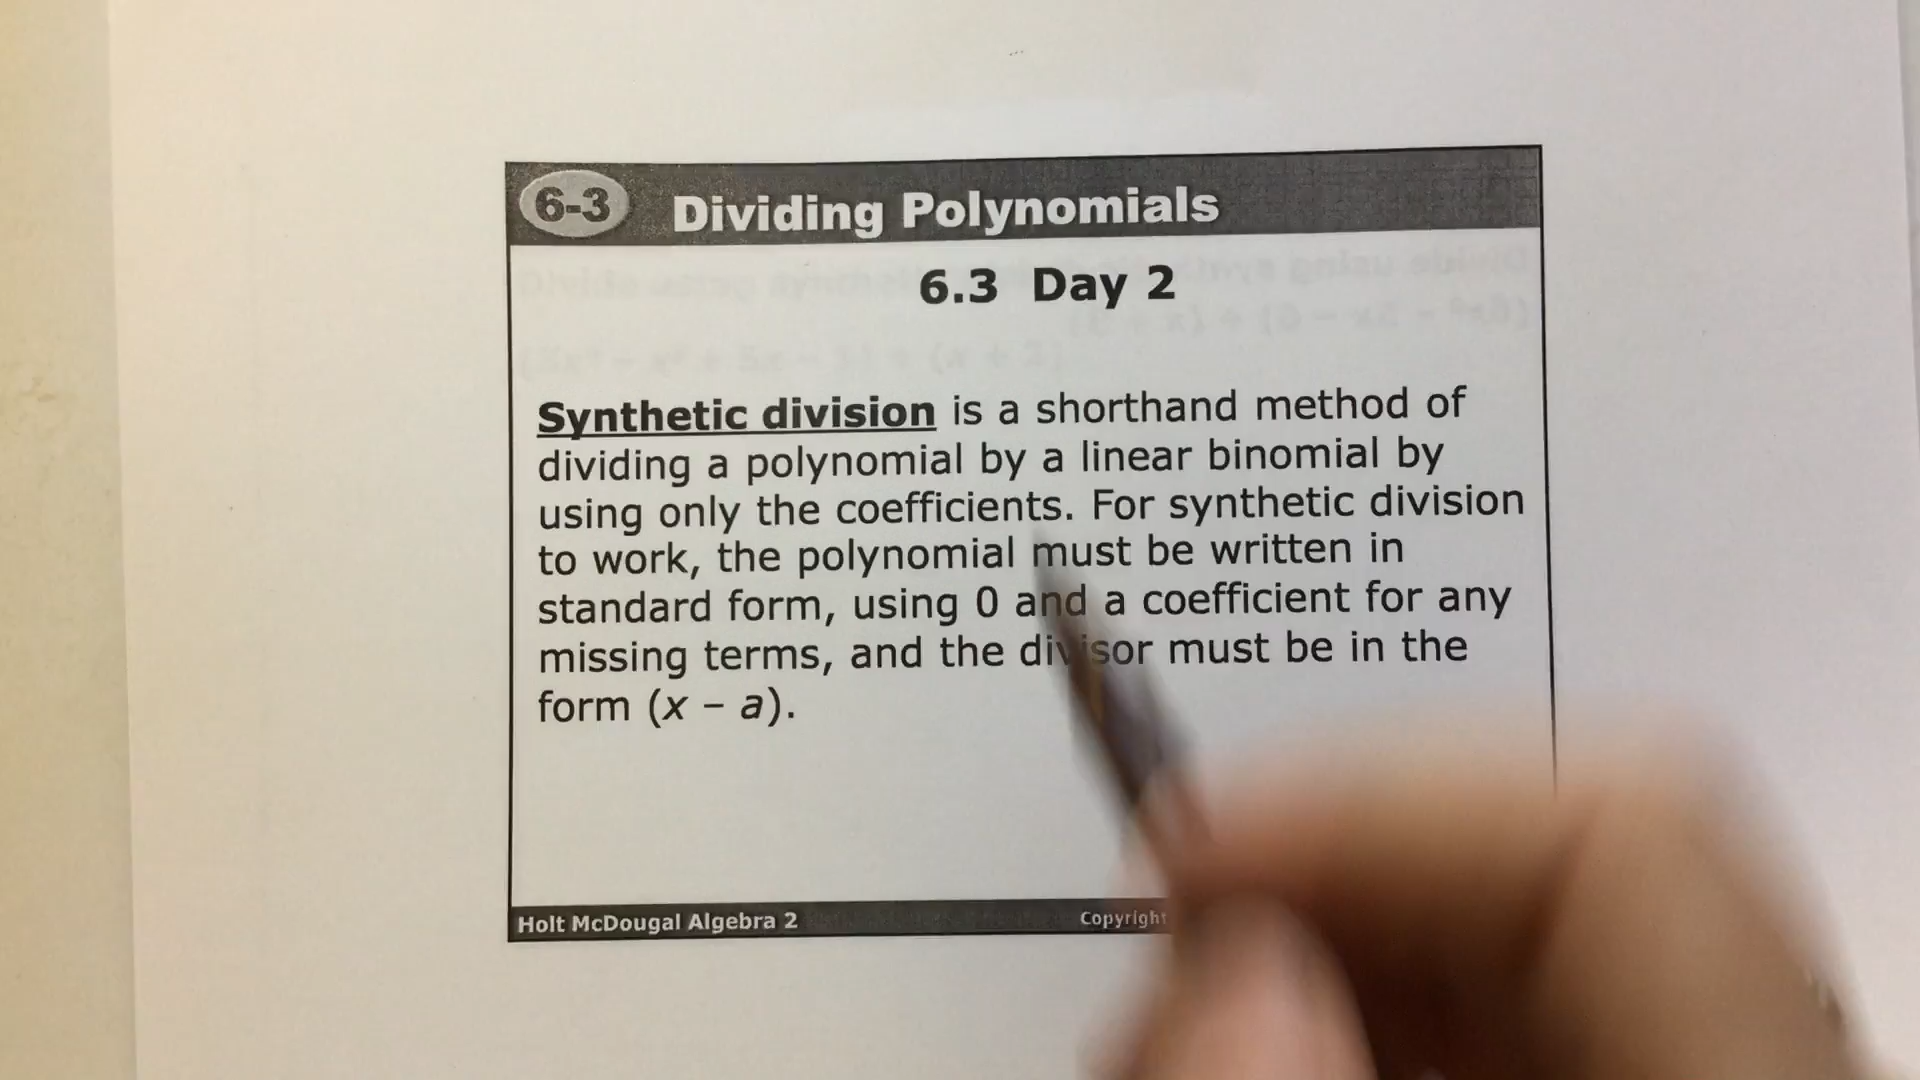 6-3 Dividing Polynomials
6.3 Day 2
Synthetic division is a shorthand method of
dividing a polynomial by a linear binomial by
using only the coefficients. For synthetic division
to work, the polynomial must be written in
standard form, using 0 and a coefficient for any
missing terms, and the divisor must be in the
form (x – a).
Holt McDougal Algebra 2 Copyright